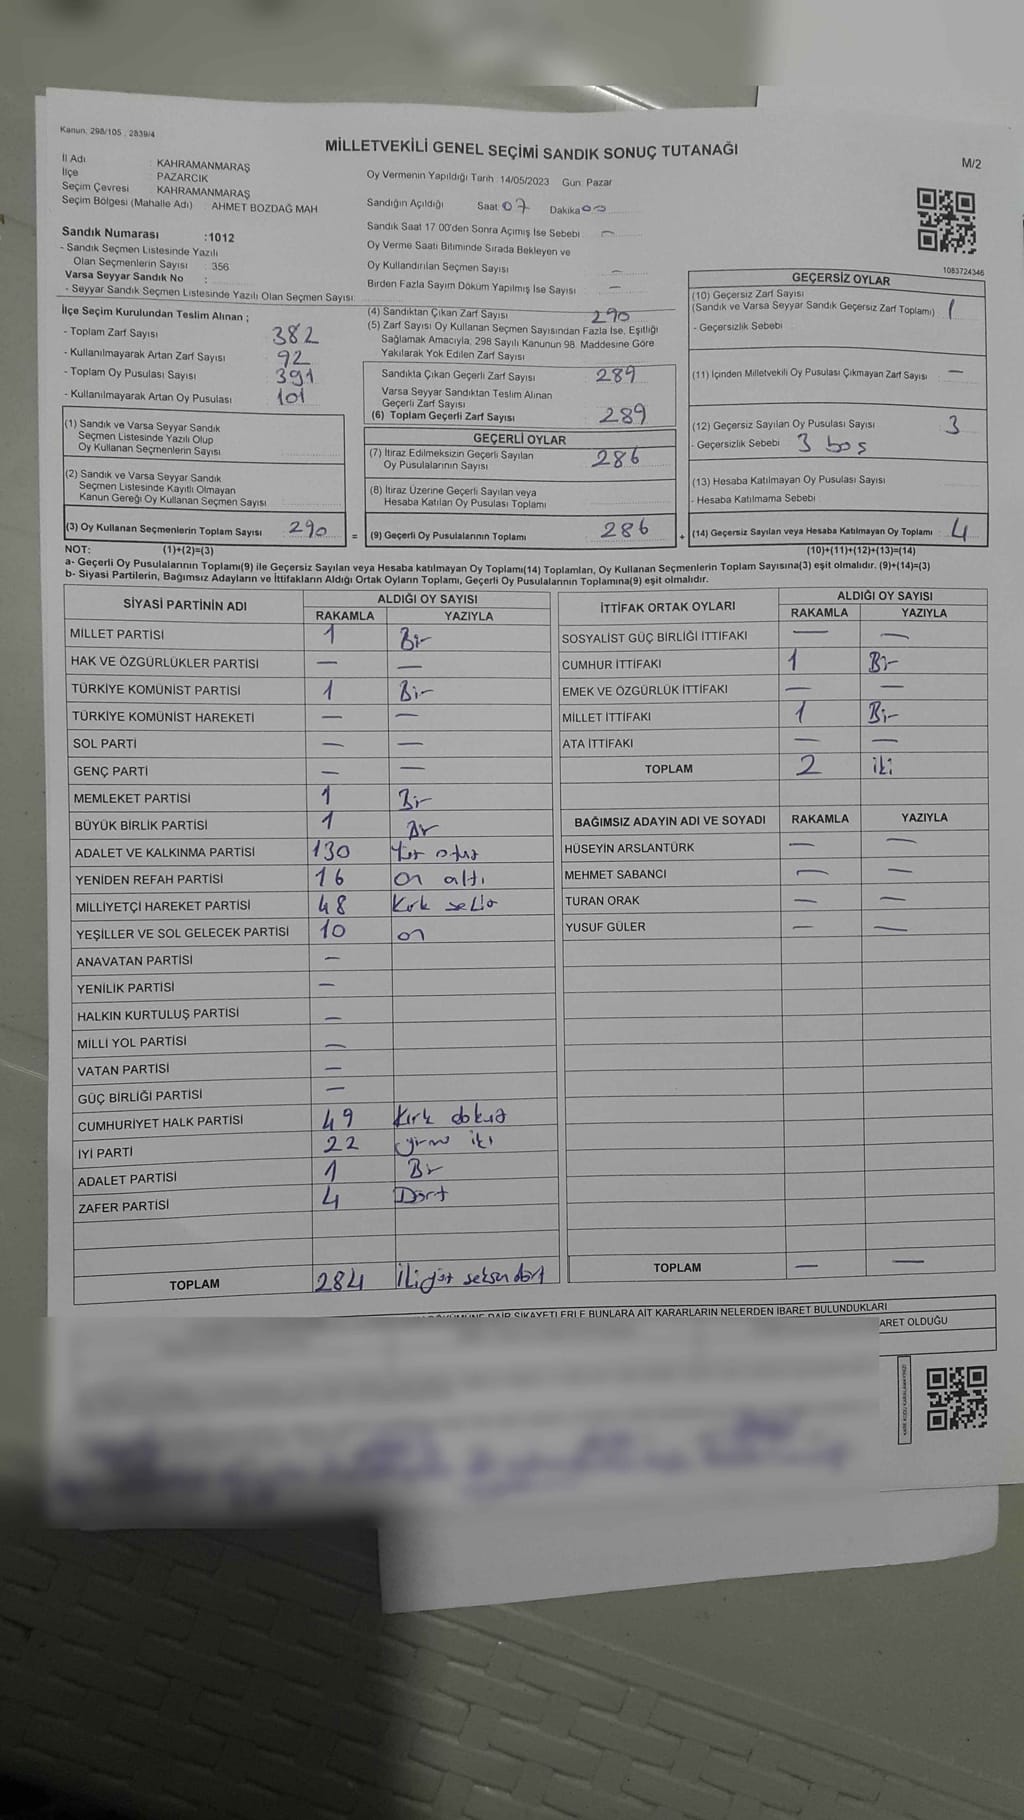 Kanun, 298/105 ; 2839/4
MİLLETVEKİLİ GENEL SEÇİMİ SANDIK SONUÇ TUTANAĞI
M/2
İl Adı : KAHRAMANMARAŞ
İlçe : PAZARCIK
Seçim Çevresi : KAHRAMANMARAŞ
Seçim Bölgesi (Mahalle Adı) : AHMET BOZDAĞ MAH
Sandık Numarası :1012
- Sandık Seçmen Listesinde Yazılı
Olan Seçmenlerin Sayısı : 356
Varsa Seyyar Sandık No :
- Seyyar Sandık Seçmen Listesinde Yazılı Olan Seçmen Sayısı:
Oy Vermenin Yapıldığı Tarih : 14/05/2023 Gün: Pazar
Sandığın Açıldığı Saat: 07 Dakika 00
Sandık Saat 17:00'den Sonra Açımış İse Sebebi : —
Oy Verme Saati Bitiminde Sırada Bekleyen ve
Oy Kullandırılan Seçmen Sayısı : —
Birden Fazla Sayım Döküm Yapılmış İse Sayısı : —
1083724346
İlçe Seçim Kurulundan Teslim Alınan ;
- Toplam Zarf Sayısı : 382
- Kullanılmayarak Artan Zarf Sayısı : 92
- Toplam Oy Pusulası Sayısı : 391
- Kullanılmayarak Artan Oy Pusulası : 101
(1) Sandık ve Varsa Seyyar Sandık
Seçmen Listesinde Yazılı Olup
Oy Kullanan Seçmenlerin Sayısı
(2) Sandık ve Varsa Seyyar Sandık
Seçmen Listesinde Kayıtlı Olmayan
Kanun Gereği Oy Kullanan Seçmen Sayısı
(3) Oy Kullanan Seçmenlerin Toplam Sayısı 290 =
(4) Sandıktan Çıkan Zarf Sayısı : 290
(5) Zarf Sayısı Oy Kullanan Seçmen Sayısından Fazla İse, Eşitliği
Sağlamak Amacıyla; 298 Sayılı Kanunun 98. Maddesine Göre
Yakılarak Yok Edilen Zarf Sayısı :
Sandıkta Çıkan Geçerli Zarf Sayısı : 289
Varsa Seyyar Sandıktan Teslim Alınan
Geçerli Zarf Sayısı :
(6) Toplam Geçerli Zarf Sayısı : 289
GEÇERLİ OYLAR
(7) İtiraz Edilmeksizin Geçerli Sayılan
Oy Pusulalarının Sayısı 286
(8) İtiraz Üzerine Geçerli Sayılan veya
Hesaba Katılan Oy Pusulası Toplamı
(9) Geçerli Oy Pusulalarının Toplamı 286 +
GEÇERSİZ OYLAR
(10) Geçersiz Zarf Sayısı
(Sandık ve Varsa Seyyar Sandık Geçersiz Zarf Toplamı) : 1
- Geçersizlik Sebebi :
(11) İçinden Milletvekili Oy Pusulası Çıkmayan Zarf Sayısı : —
(12) Geçersiz Sayılan Oy Pusulası Sayısı : 3
- Geçersizlik Sebebi : 3 boş
(13) Hesaba Katılmayan Oy Pusulası Sayısı
- Hesaba Katılmama Sebebi :
(14) Geçersiz Sayılan veya Hesaba Katılmayan Oy Toplamı : 4
NOT: (1)+(2)=(3) (10)+(11)+(12)+(13)=(14)
a- Geçerli Oy Pusulalarının Toplamı(9) ile Geçersiz Sayılan veya Hesaba katılmayan Oy Toplamı(14) Toplamları, Oy Kullanan Seçmenlerin Toplam Sayısına(3) eşit olmalıdır. (9)+(14)=(3)
b- Siyasi Partilerin, Bağımsız Adayların ve İttifakların Aldığı Ortak Oyların Toplamı, Geçerli Oy Pusulalarının Toplamına(9) eşit olmalıdır.
SİYASİ PARTİNİN ADI ALDIĞI OY SAYISI
RAKAMLA YAZIYLA
MİLLET PARTİSİ 1 Bir
HAK VE ÖZGÜRLÜKLER PARTİSİ — —
TÜRKİYE KOMÜNİST PARTİSİ 1 Bir
TÜRKİYE KOMÜNİST HAREKETİ — —
SOL PARTİ — —
GENÇ PARTİ — —
MEMLEKET PARTİSİ 1 Bir
BÜYÜK BİRLİK PARTİSİ 1 Bir
ADALET VE KALKINMA PARTİSİ 130 Yüz otuz
YENİDEN REFAH PARTİSİ 16 on altı
MİLLİYETÇİ HAREKET PARTİSİ 48 Kırk sekiz
YEŞİLLER VE SOL GELECEK PARTİSİ 10 on
ANAVATAN PARTİSİ —
YENİLİK PARTİSİ —
HALKIN KURTULUŞ PARTİSİ —
MİLLİ YOL PARTİSİ —
VATAN PARTİSİ —
GÜÇ BİRLİĞİ PARTİSİ —
CUMHURİYET HALK PARTİSİ 49 Kırk dokuz
İYİ PARTİ 22 yirmi iki
ADALET PARTİSİ 1 Bir
ZAFER PARTİSİ 4 Dört
TOPLAM 284 İkiyüz seksen dört
İTTİFAK ORTAK OYLARI ALDIĞI OY SAYISI
RAKAMLA YAZIYLA
SOSYALİST GÜÇ BİRLİĞİ İTTİFAKI — —
CUMHUR İTTİFAKI 1 Bir
EMEK VE ÖZGÜRLÜK İTTİFAKI — —
MİLLET İTTİFAKI 1 Bir
ATA İTTİFAKI — —
TOPLAM 2 iki
BAĞIMSIZ ADAYIN ADI VE SOYADI RAKAMLA YAZIYLA
HÜSEYİN ARSLANTÜRK — —
MEHMET SABANCI — —
TURAN ORAK — —
YUSUF GÜLER — —
TOPLAM — —
DAİR ŞİKAYETLERLE BUNLARA AİT KARARLARIN NELERDEN İBARET BULUNDUKLARI
ARET OLDUĞU